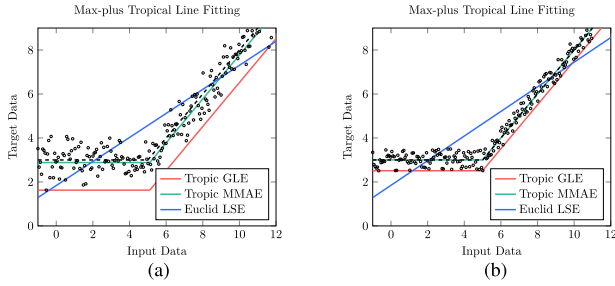 Max-plus Tropical Line Fitting
Target Data
8
6
4
2
0
0 2 4 6 8 10 12
Input Data
Tropic GLE
Tropic MMAE
Euclid LSE
(a)
Max-plus Tropical Line Fitting
Target Data
8
6
4
2
0
0 2 4 6 8 10 12
Input Data
Tropic GLE
Tropic MMAE
Euclid LSE
(b)